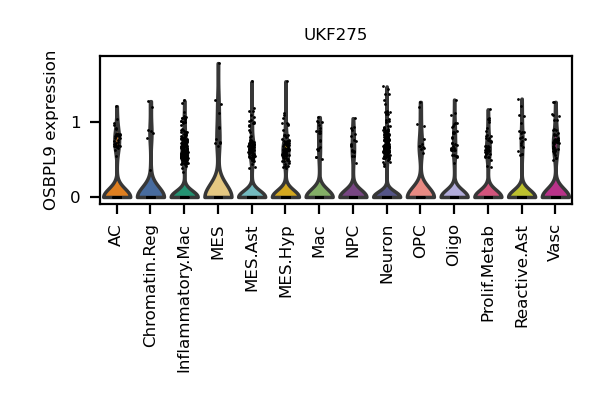 UKF275
OSBPL9 expression
1
0
AC
Chromatin.Reg
Inflammatory.Mac
MES
MES.Ast
MES.Hyp
Mac
NPC
Neuron
OPC
Oligo
Prolif.Metab
Reactive.Ast
Vasc